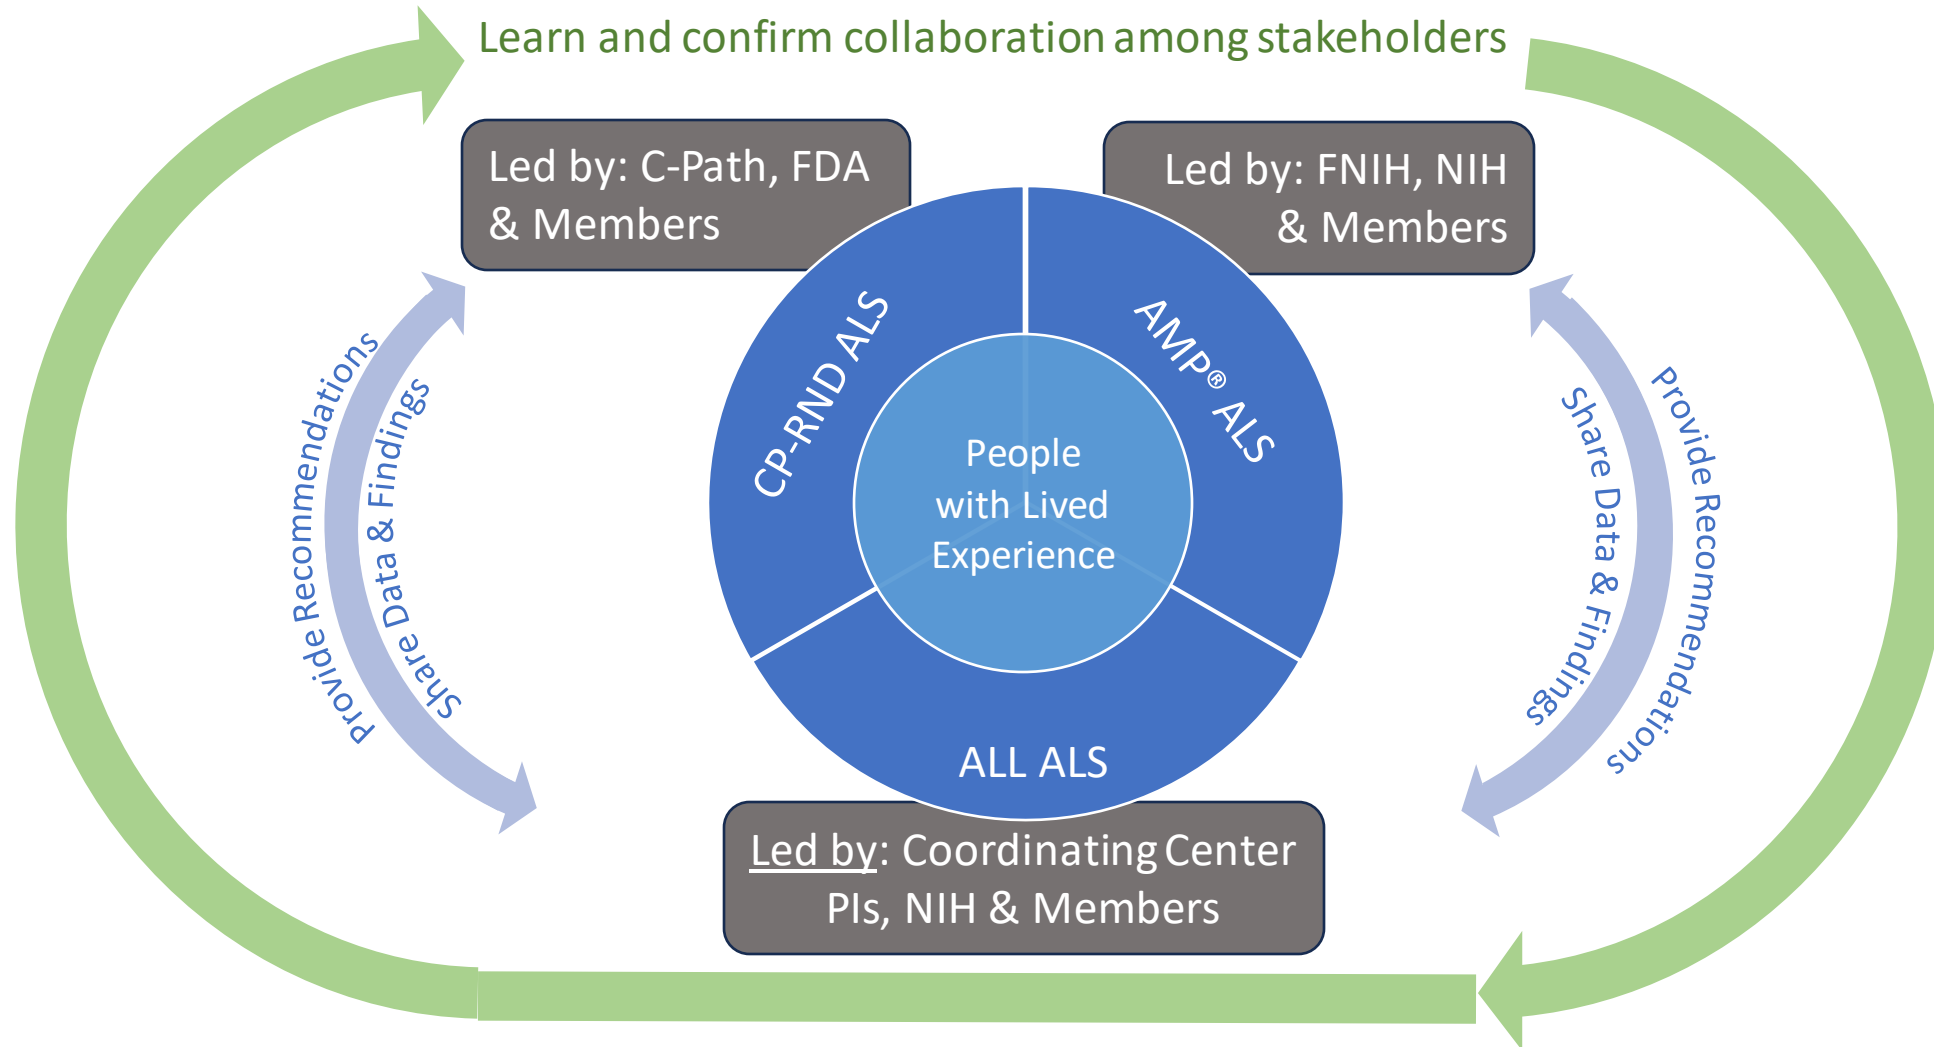 Learn and confirm collaboration among stakeholders
Led by: C-Path, FDA
& Members
Led by: FNIH, NIH
& Members
CP-RND ALS
AMP® ALS
People
with Lived
Experience
ALL ALS
Provide Recommendations
Share Data & Findings
Share Data & Findings
Provide Recommendations
Led by: Coordinating Center
PIs, NIH & Members